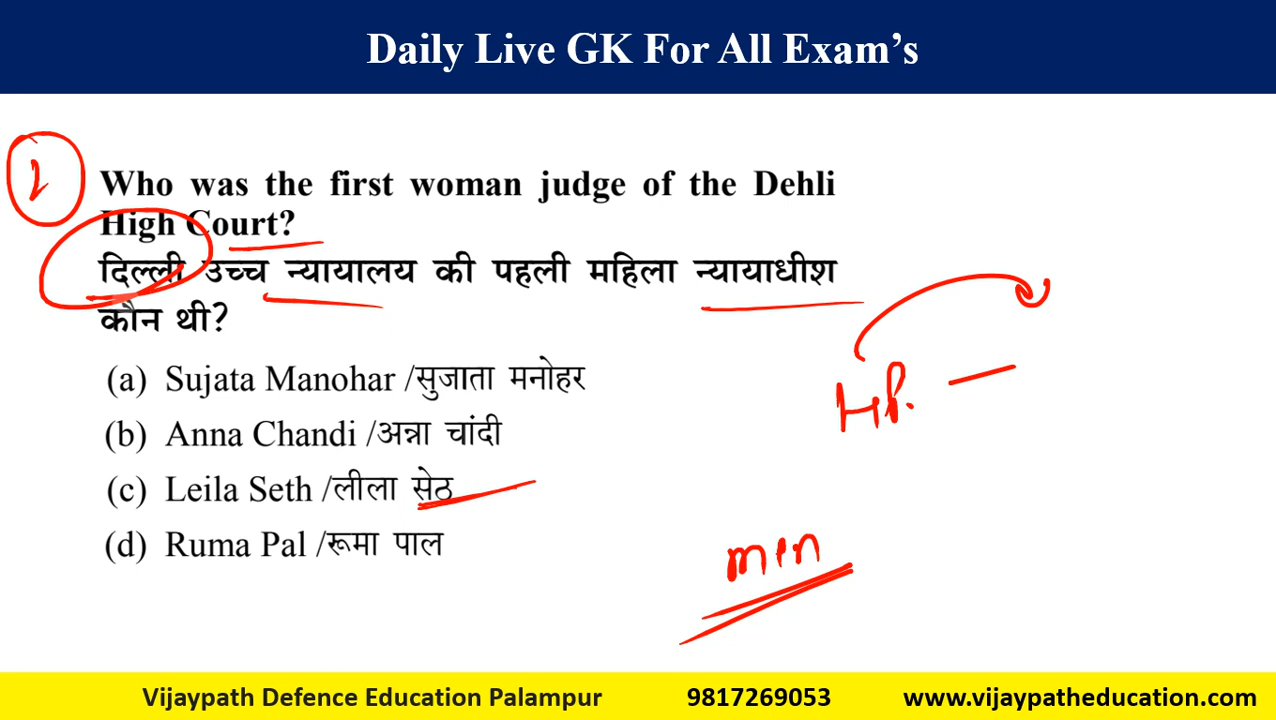 Daily Live GK For All Exam's
1
Who was the first woman judge of the Dehli
High Court?
दिल्ली उच्च न्यायालय की पहली महिला न्यायाधीश
कौन थी?
(a) Sujata Manohar /सुजाता मनोहर
(b) Anna Chandi /अन्ना चांदी
(c) Leila Seth /लीला सेठ
(d) Ruma Pal /रूमा पाल
men
Vijaypath Defence Education Palampur 9817269053 www.vijaypatheducation.com